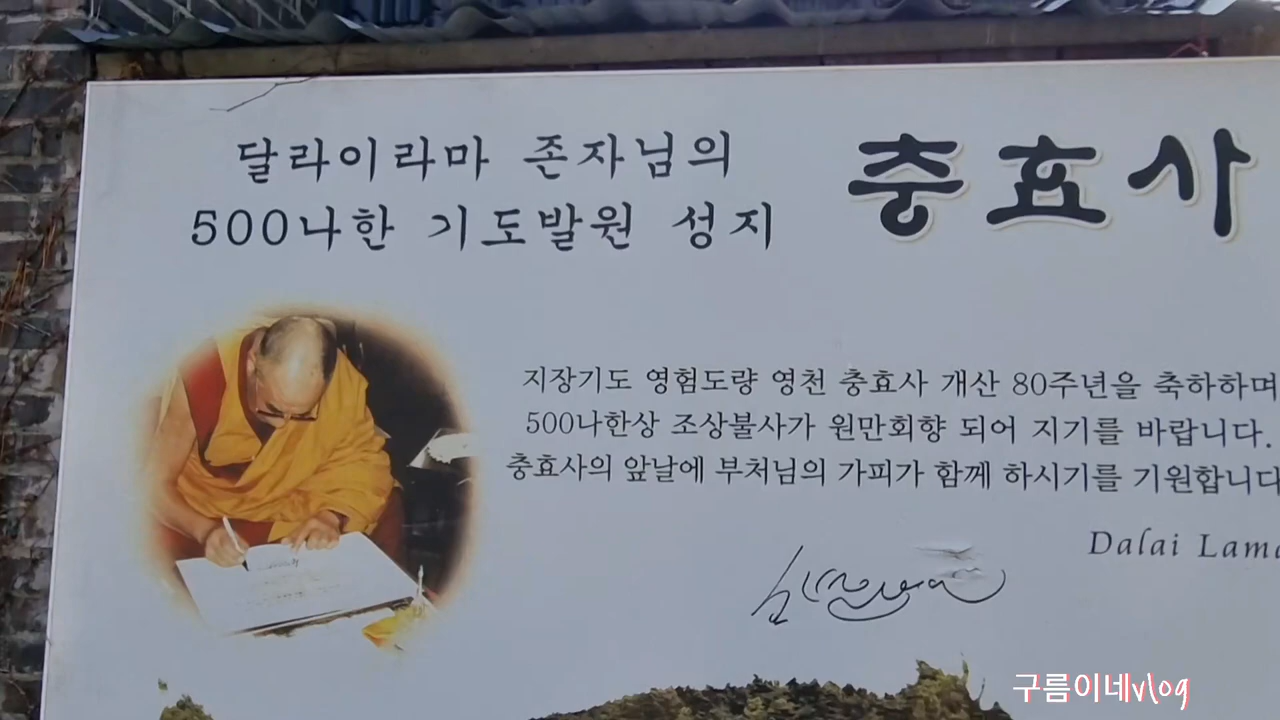 달라이라마 존자님의
500나한 기도발원 성지
충효사
지장기도 영험도량 영천 충효사 개산 80주년을 축하하며
500나한상 조상불사가 원만회향 되어 지기를 바랍니다.
충효사의 앞날에 부처님의 가피가 함께 하시기를 기원합니다
Dalai Lama
구름이네vlog